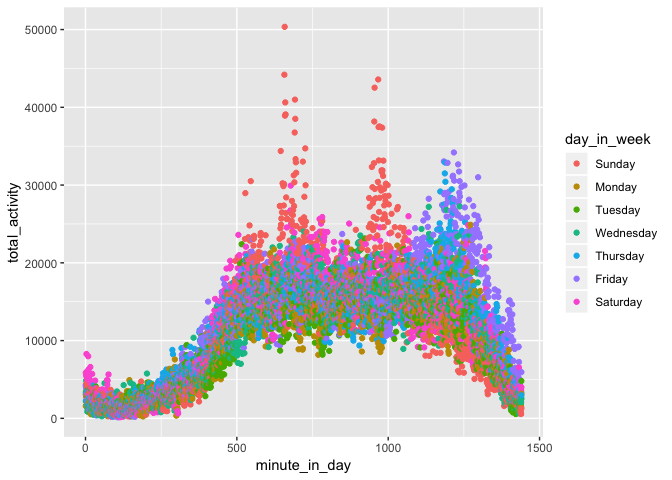 50000
40000
30000
20000
10000
0
total_activity
0 500 1000 1500
minute_in_day
day_in_week
Sunday
Monday
Tuesday
Wednesday
Thursday
Friday
Saturday